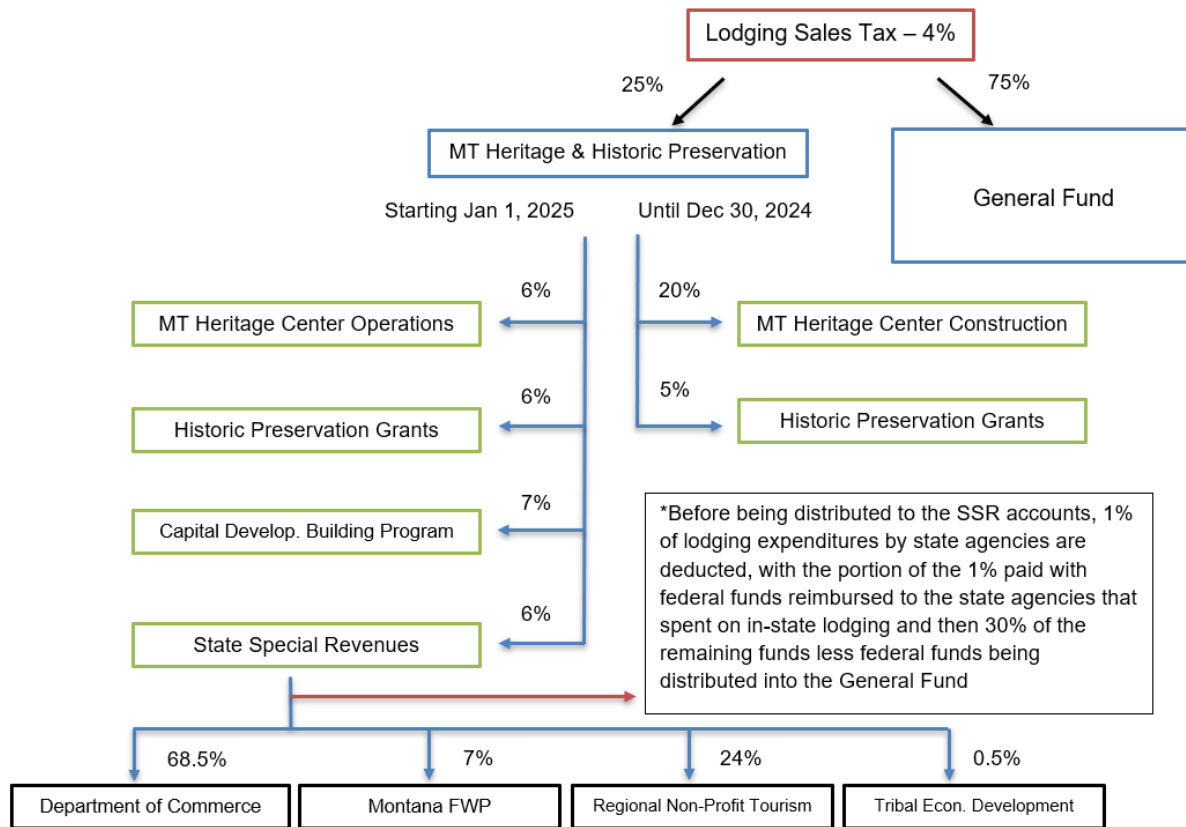 Lodging Sales Tax – 4%
25%
75%
MT Heritage & Historic Preservation
General Fund
Starting Jan 1, 2025
Until Dec 30, 2024
6%
20%
MT Heritage Center Operations
MT Heritage Center Construction
6%
5%
Historic Preservation Grants
Historic Preservation Grants
7%
Capital Develop. Building Program
*Before being distributed to the SSR accounts, 1%
of lodging expenditures by state agencies are
deducted, with the portion of the 1% paid with
federal funds reimbursed to the state agencies that
spent on in-state lodging and then 30% of the
remaining funds less federal funds being
distributed into the General Fund
6%
State Special Revenues
68.5%
7%
24%
0.5%
Department of Commerce
Montana FWP
Regional Non-Profit Tourism
Tribal Econ. Development